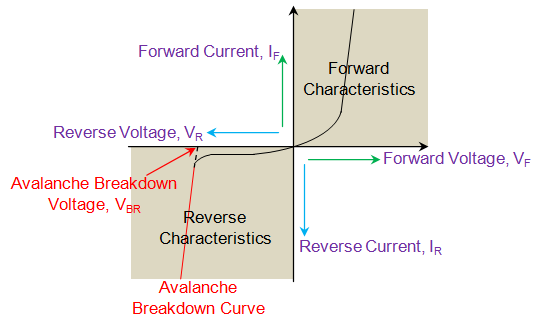 Forward Current, IF
Forward
Characteristics
Reverse Voltage, VR
Forward Voltage, VF
Avalanche Breakdown
Voltage, VBR
Reverse
Characteristics
Reverse Current, IR
Avalanche
Breakdown Curve